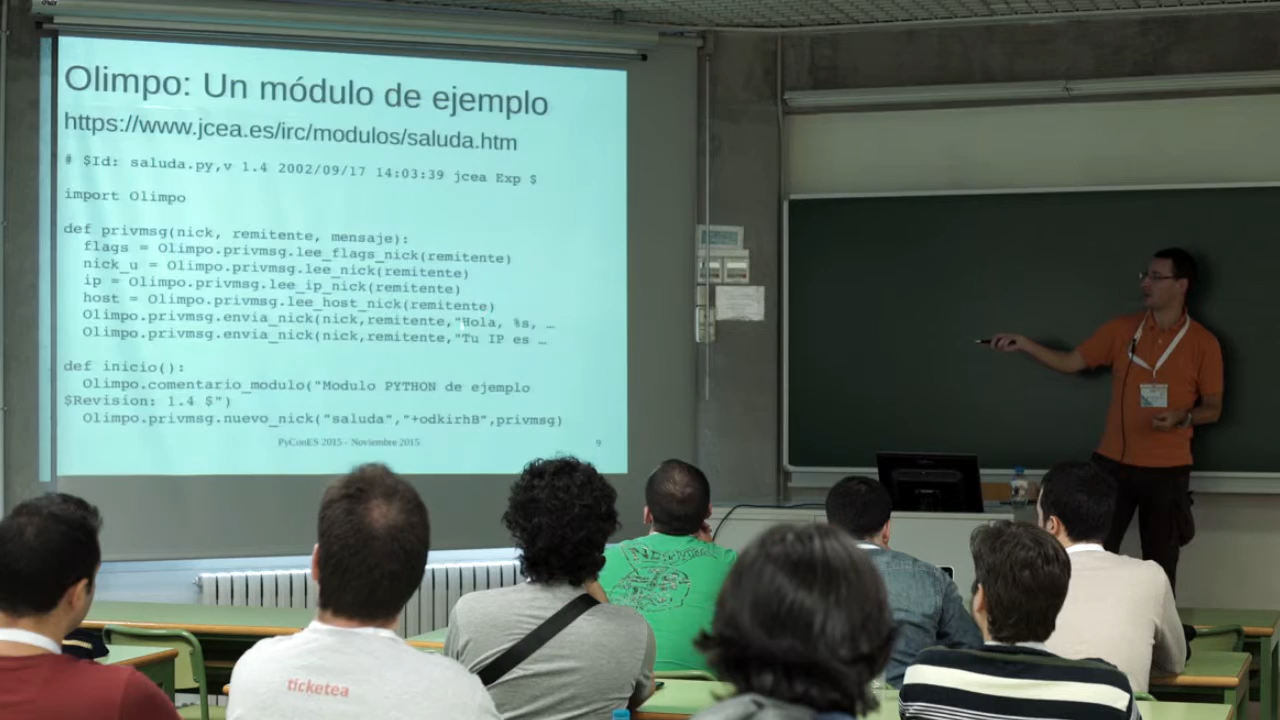 Olimpo: Un módulo de ejemplo
https://www.jcea.es/irc/modulos/saluda.htm
# $Id: saluda.py,v 1.4 2002/09/17 14:03:39 jcea Exp $
import Olimpo
def privmsg(nick, remitente, mensaje):
flags = Olimpo.privmsg.lee_flags_nick(remitente)
nick_u = Olimpo.privmsg.lee_nick(remitente)
ip = Olimpo.privmsg.lee_ip_nick(remitente)
host = Olimpo.privmsg.lee_host_nick(remitente)
Olimpo.privmsg.envia_nick(nick,remitente,"Hola, %s, …
Olimpo.privmsg.envia_nick(nick,remitente,"Tu IP es …
def inicio():
Olimpo.comentario_modulo("Modulo PYTHON de ejemplo
$Revision: 1.4 $")
Olimpo.privmsg.nuevo_nick("saluda","+odkirhB",privmsg)
PyConES 2015 - Noviembre 2015
9
ticketea